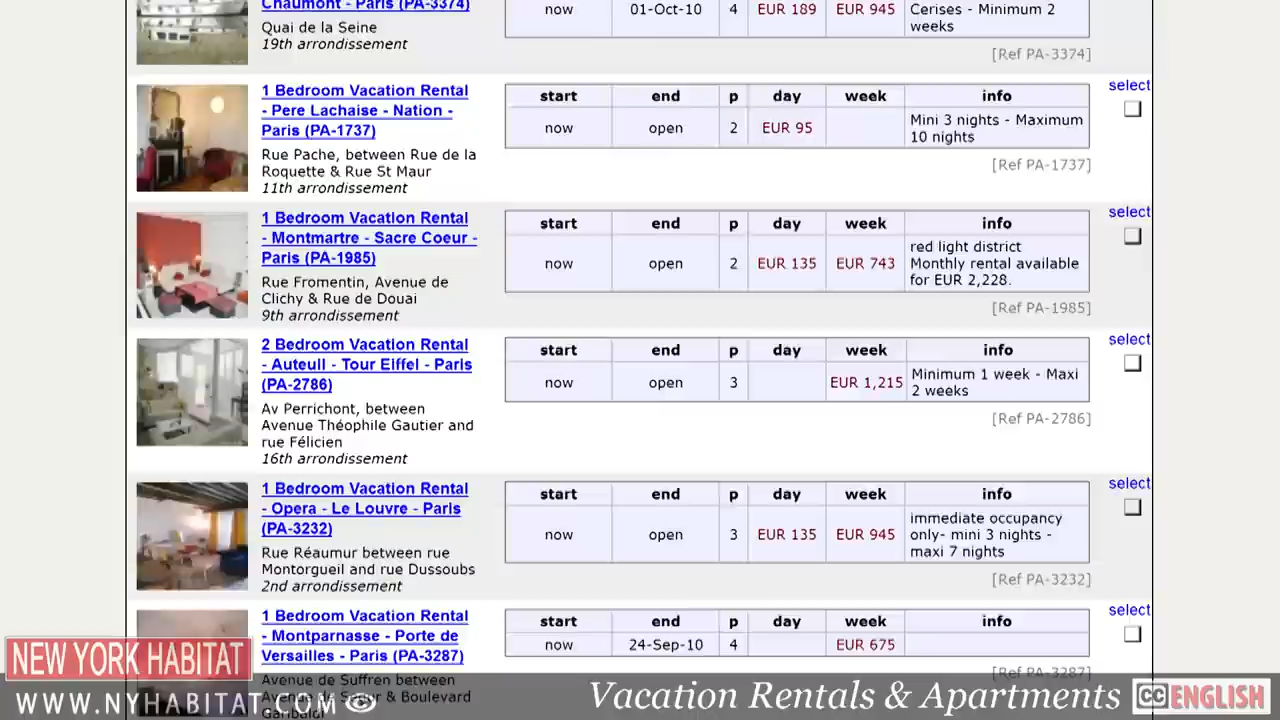 Chaumont - Paris (PA-3374)
Quai de la Seine
19th arrondissement
now 01-Oct-10 4 EUR 189 EUR 945 Cerises - Minimum 2
weeks
[Ref PA-3374]
1 Bedroom Vacation Rental
- Pere Lachaise - Nation -
Paris (PA-1737)
Rue Pache, between Rue de la
Roquette & Rue St Maur
11th arrondissement
start end p day week info
now open 2 EUR 95 Mini 3 nights - Maximum
10 nights
[Ref PA-1737]
select
1 Bedroom Vacation Rental
- Montmartre - Sacre Coeur -
Paris (PA-1985)
Rue Fromentin, Avenue de
Clichy & Rue de Douai
9th arrondissement
start end p day week info
now open 2 EUR 135 EUR 743 red light district
Monthly rental available
for EUR 2,228.
[Ref PA-1985]
select
2 Bedroom Vacation Rental
- Auteuil - Tour Eiffel - Paris
(PA-2786)
Av Perrichont, between
Avenue Théophile Gautier and
rue Félicien
16th arrondissement
start end p day week info
now open 3 EUR 1,215 Minimum 1 week - Maxi
2 weeks
[Ref PA-2786]
select
1 Bedroom Vacation Rental
- Opera - Le Louvre - Paris
(PA-3232)
Rue Réaumur between rue
Montorgueil and rue Dussoubs
2nd arrondissement
start end p day week info
now open 3 EUR 135 EUR 945 immediate occupancy
only- mini 3 nights -
maxi 7 nights
[Ref PA-3232]
select
1 Bedroom Vacation Rental
- Montparnasse - Porte de
Versailles - Paris (PA-3287)
Avenue de Suffren between
Avenue de Segur & Boulevard
Garibaldi
start end p day week info
now 24-Sep-10 4 EUR 675
[Ref PA-3287]
select
NEW YORK HABITAT
WWW.NYHABITAT.COM
Vacation Rentals & Apartments
CC ENGLISH